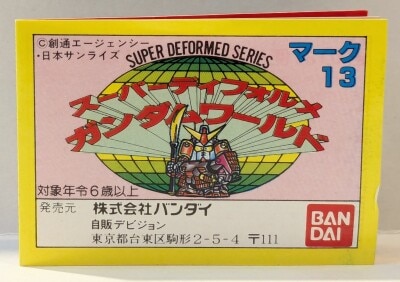 ©創通エージェンシー
・日本サンライズ
SUPER DEFORMED SERIES
マーク
13
スーパーディフォルメ
ガンダムワールド
対象年令6歳以上
発売元 株式会社バンダイ
自販デビジョン
東京都台東区駒形2-5-4 〒111
BAN
DAI